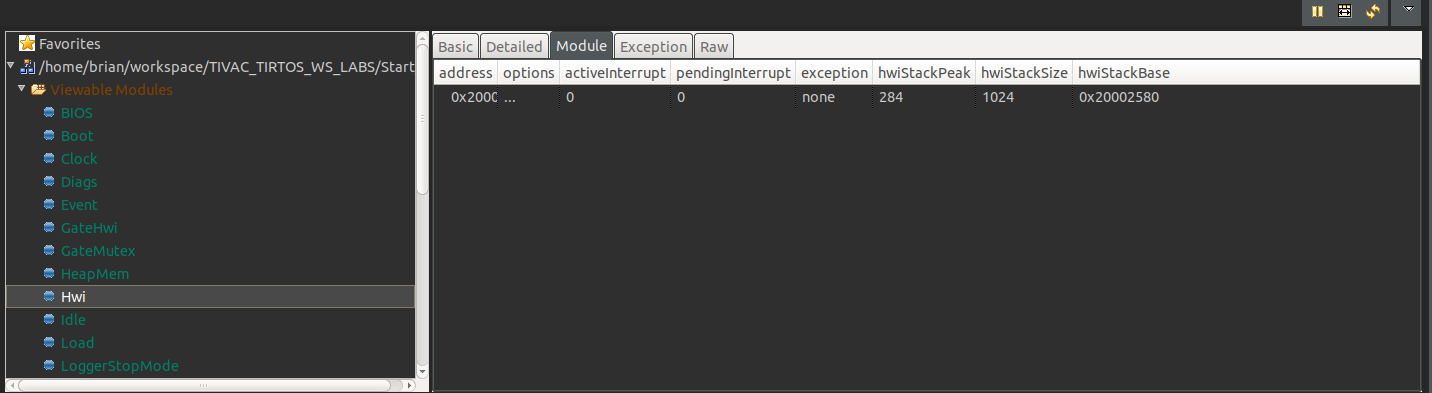 Favorites
/home/brian/workspace/TIVAC_TIRTOS_WS_LABS/Start
Viewable Modules
BIOS
Boot
Clock
Diags
Event
GateHwi
GateMutex
HeapMem
Hwi
Idle
Load
LoggerStopMode
Basic Detailed Module Exception Raw
address options activeInterrupt pendingInterrupt exception hwiStackPeak hwiStackSize hwiStackBase
0x2000 ... 0 0 none 284 1024 0x20002580